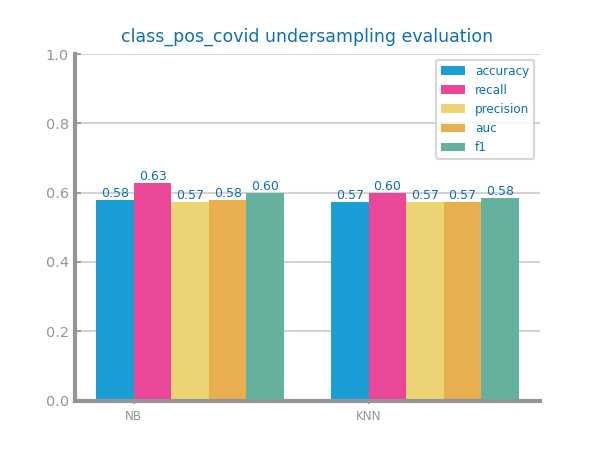 class_pos_covid undersampling evaluation
1.0
0.8
0.6
0.4
0.2
0.0
accuracy
recall
precision
auc
f1
0.58 0.63 0.57 0.58 0.60 0.57 0.60 0.57 0.57 0.58
NB KNN